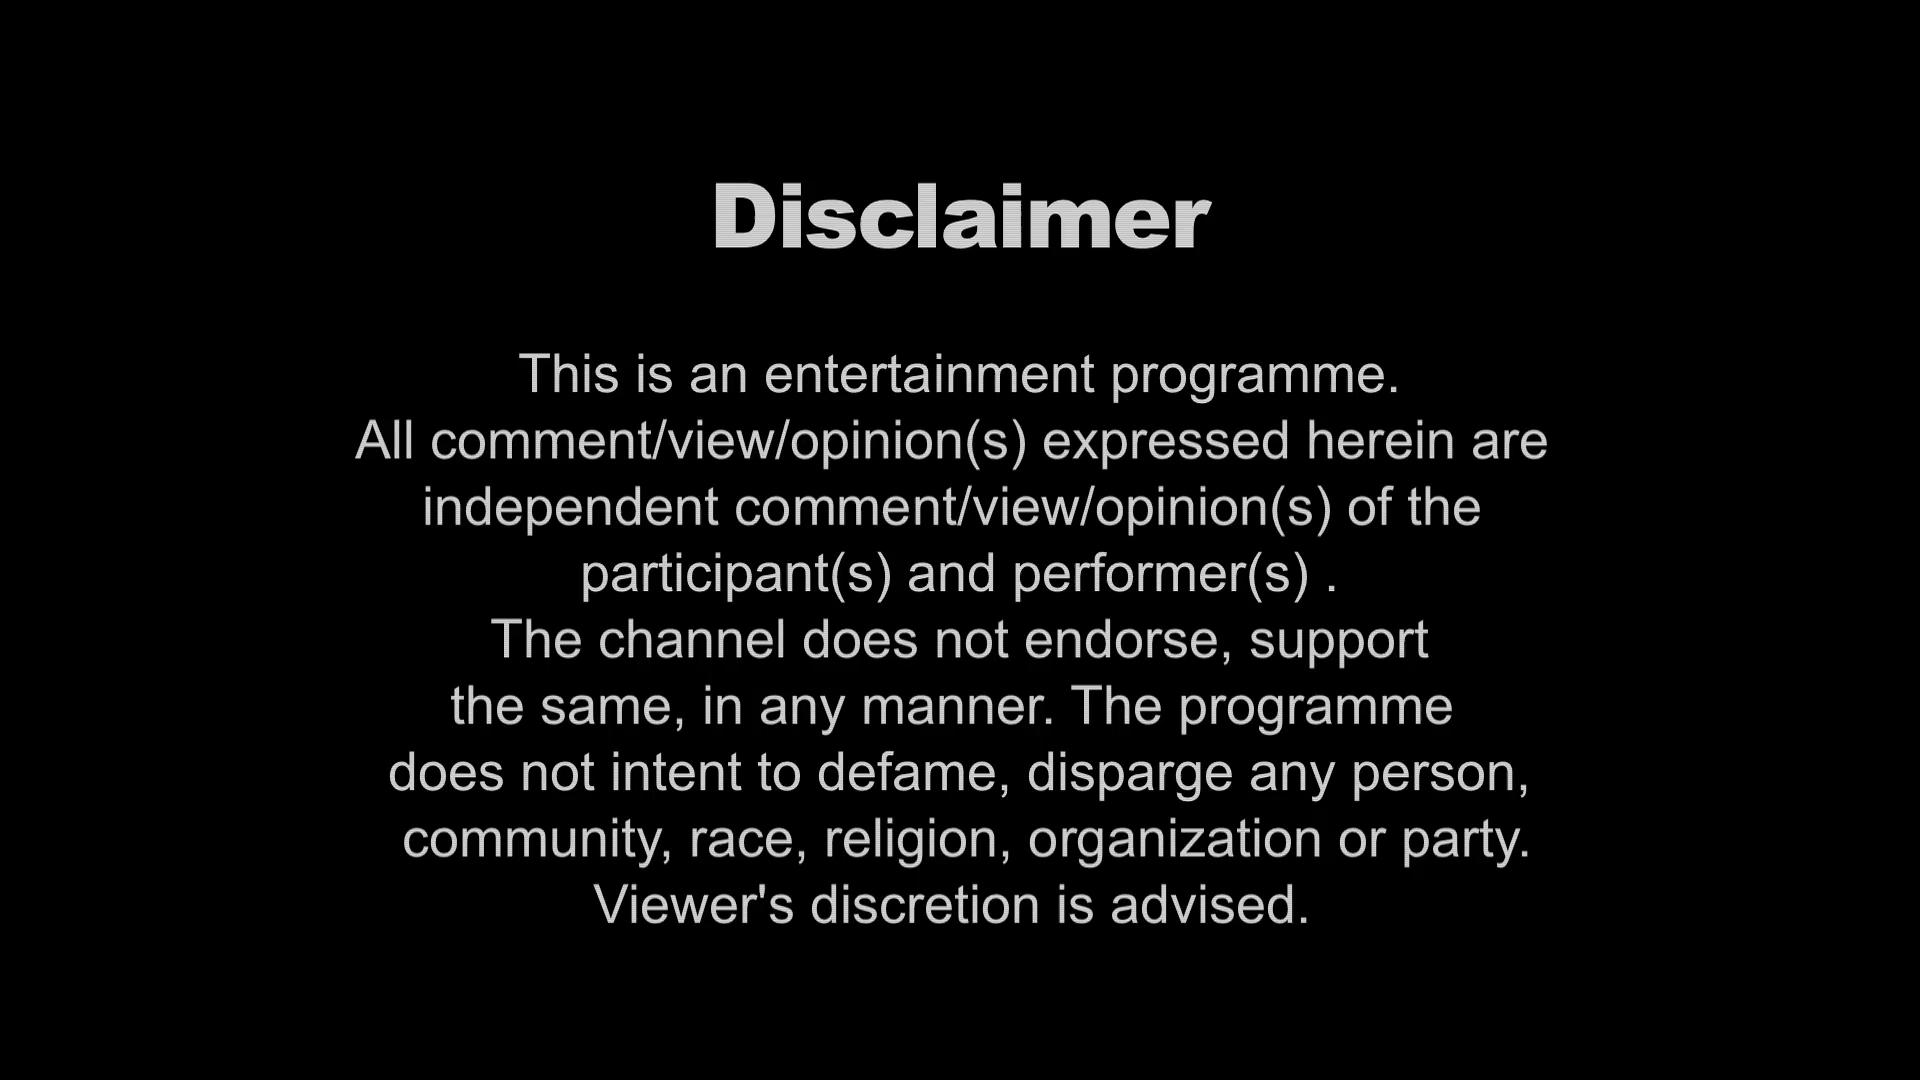 Disclaimer
This is an entertainment programme.
All comment/view/opinion(s) expressed herein are
independent comment/view/opinion(s) of the
participant(s) and performer(s) .
The channel does not endorse, support
the same, in any manner. The programme
does not intent to defame, disparge any person,
community, race, religion, organization or party.
Viewer's discretion is advised.